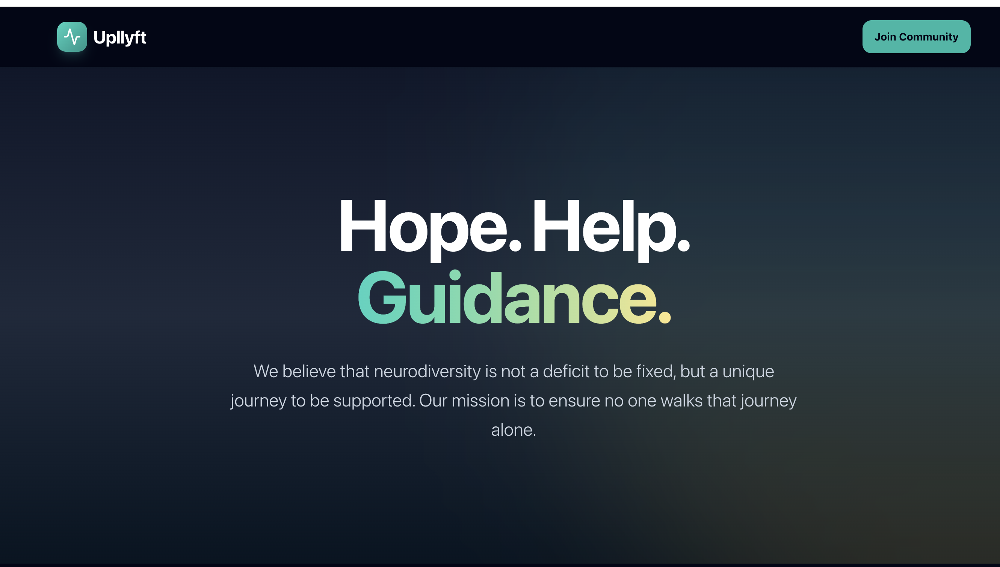 Upllyft
Join Community
Hope. Help.
Guidance.
We believe that neurodiversity is not a deficit to be fixed, but a unique
journey to be supported. Our mission is to ensure no one walks that journey
alone.